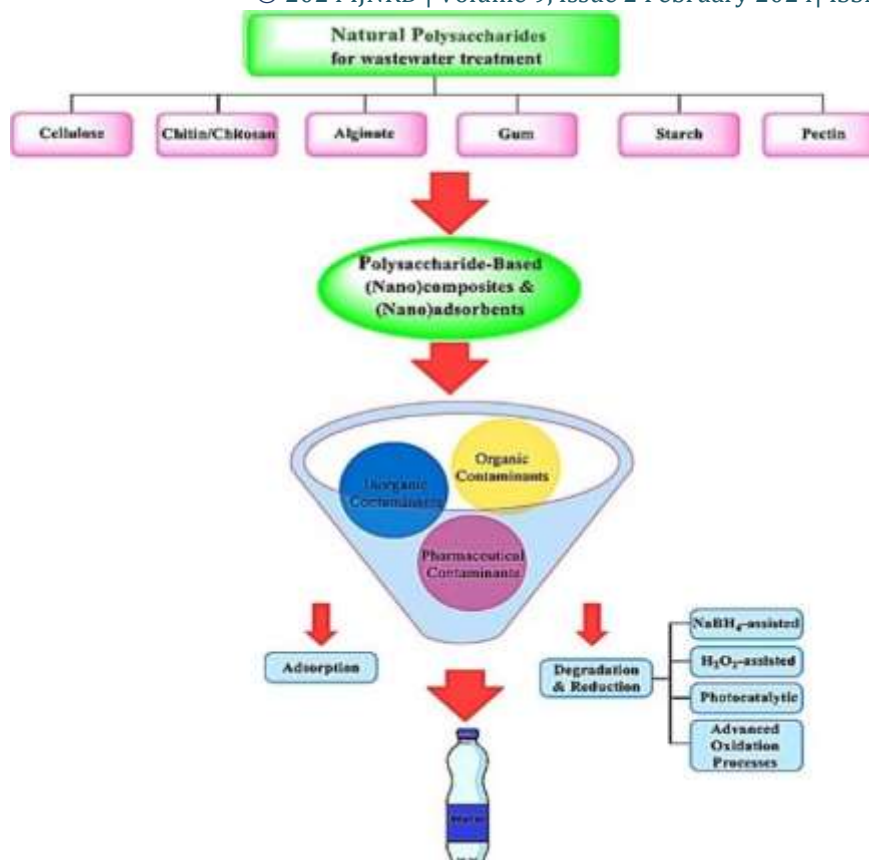 Natural Polysaccharides
for wastewater treatment
Cellulose
Chitin/Chitosan
Alginate
Gum
Starch
Pectin
Polysaccharide-Based
(Nano)composites &
(Nano)adsorbents
Organic
Contaminants
Inorganic
Contaminants
Pharmaceutical
Contaminants
Adsorption
Degradation
& Reduction
NaBH₄-assisted
H₂O₂-assisted
Photocatalytic
Advanced
Oxidation
Processes